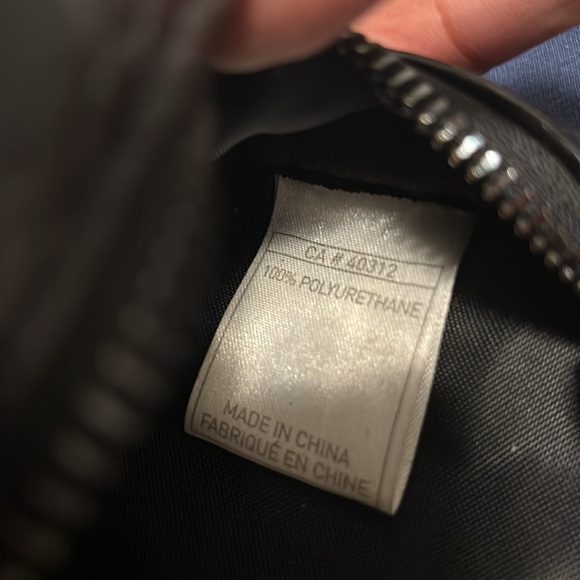 CA # 40312
100% POLYURETHANE
MADE IN CHINA
FABRIQUÉ EN CHINE